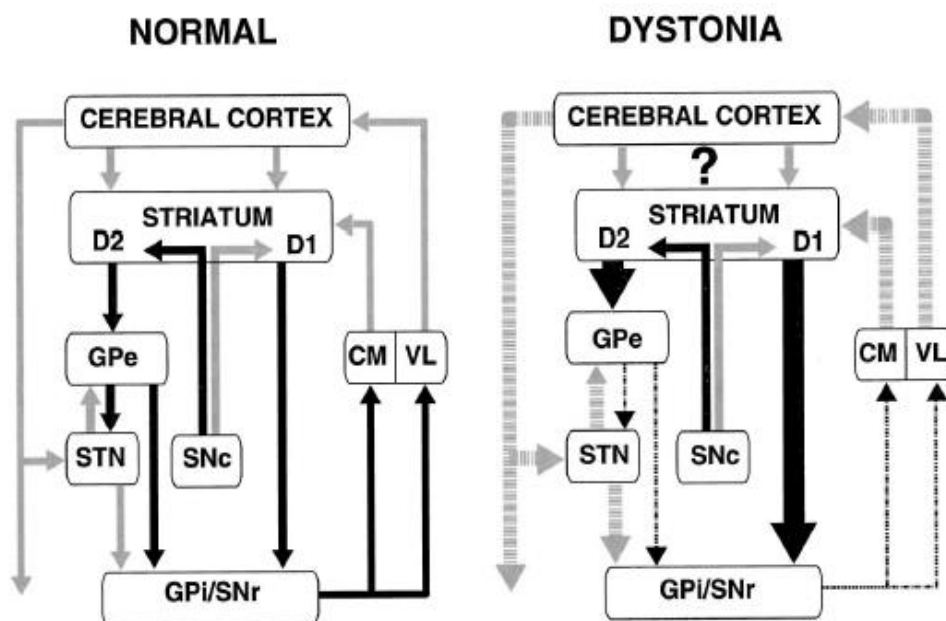 NORMAL
CEREBRAL CORTEX
STRIATUM
D2
D1
GPe
CM
VL
STN
SNc
GPi/SNr
DYSTONIA
CEREBRAL CORTEX
?
STRIATUM
D2
D1
GPe
CM
VL
STN
SNc
GPi/SNr